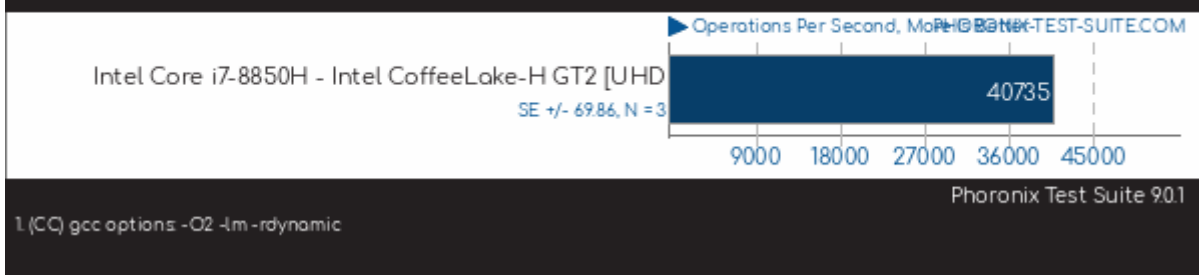 Operations Per Second, More Is Better
PHORONIX-TEST-SUITE.COM
Intel Core i7-8850H - Intel CoffeeLake-H GT2 [UHD
SE +/- 69.86, N = 3
40735
9000 18000 27000 36000 45000
Phoronix Test Suite 9.0.1
1. (CC) gcc options: -O2 -lm -rdynamic